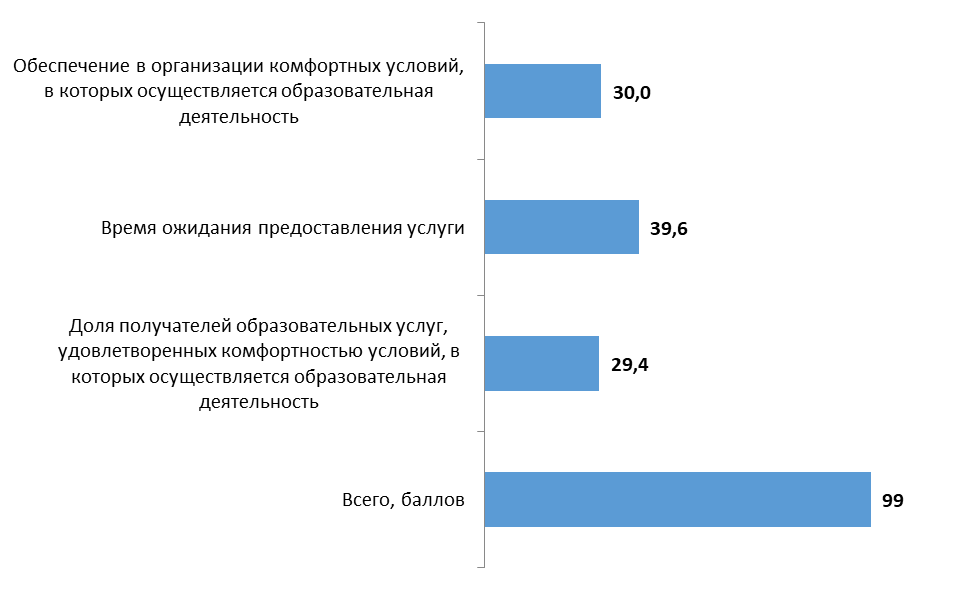 Обеспечение в организации комфортных условий,
в которых осуществляется образовательная
деятельность
30,0
Время ожидания предоставления услуги
39,6
Доля получателей образовательных услуг,
удовлетворенных комфортностью условий, в
которых осуществляется образовательная
деятельность
29,4
Всего, баллов
99